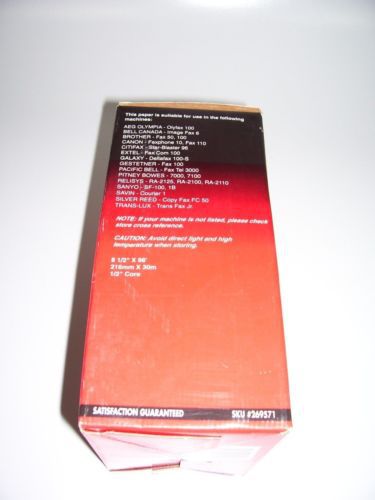 This paper is suitable for use in the following
machines:
AEG OLYMPIA - Olyfax 100
BELL CANADA - Image Fax 6
BROTHER - Fax 50, 100
CANON - Faxphone 10, Fax 110
CITIFAX - Star-Blaster 96
EXTEL - Fax Com 100
GALAXY - Dellafax 100-S
GESTETNER - Fax 100
PACIFIC BELL - Fax Tel 3000
PITNEY BOWES - 7000, 7100
RELISYS - RA-2125, RA-2100, RA-2110
SANYO - SF-100, 1B
SAVIN - Courier 1
SILVER REED - Copy Fax FC 50
TRANS-LUX - Trans Fax Jr.
NOTE: If your machine is not listed, please check
store cross reference.
CAUTION: Avoid direct light and high
temperature when storing.
8 1/2" X 98'
216mm X 30m
1/2" Core
SATISFACTION GUARANTEED SKU #269571